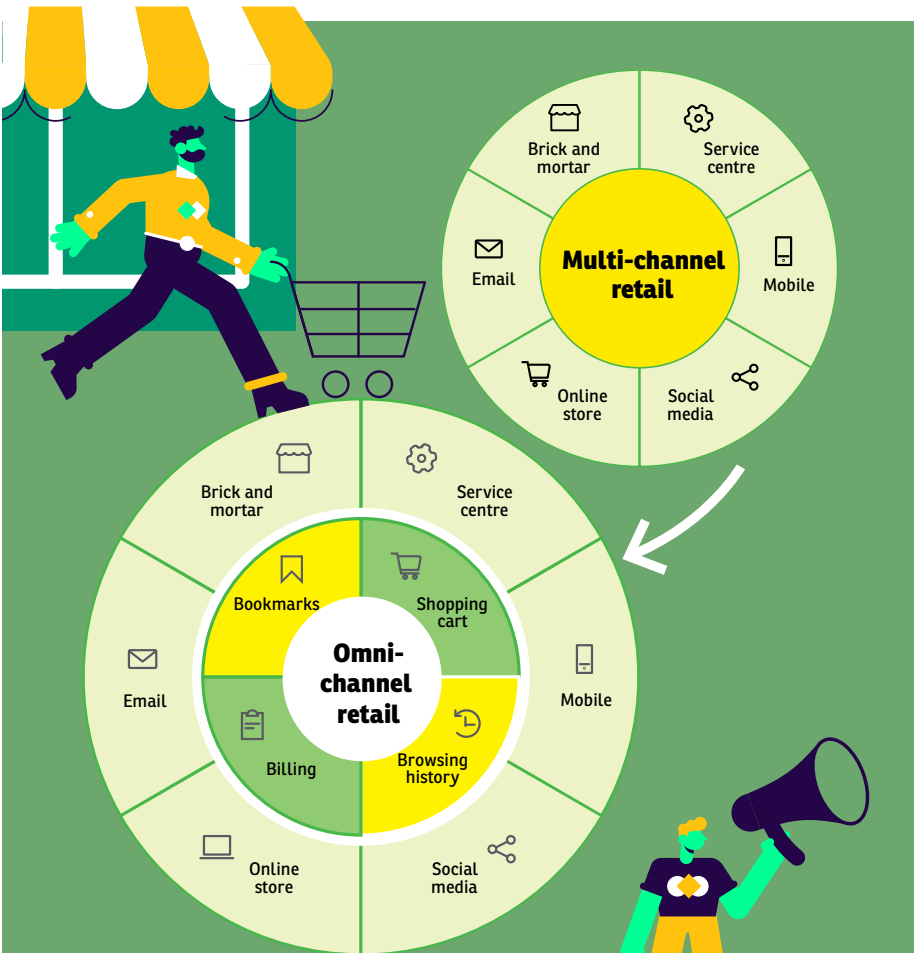 Brick and
mortar
Service
centre
Email
Multi-channel
retail
Mobile
Online
store
Social
media
Brick and
mortar
Service
centre
Bookmarks
Shopping
cart
Email
Omni-
channel
retail
Mobile
Billing
Browsing
history
Online
store
Social
media